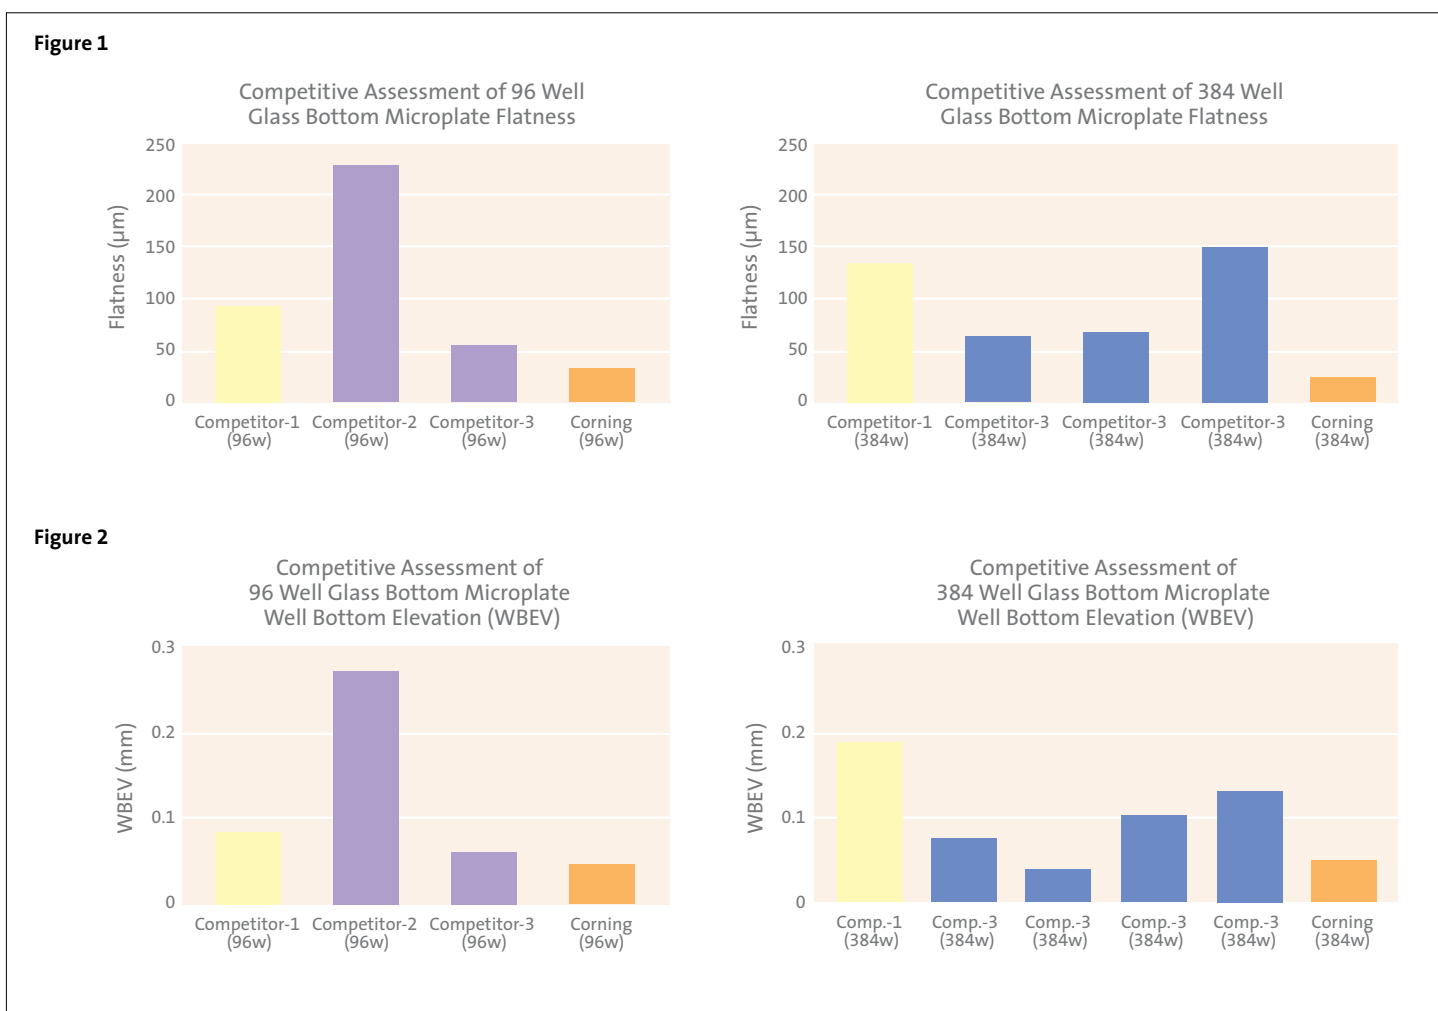 Figure 1
Competitive Assessment of 96 Well
Glass Bottom Microplate Flatness
Flatness (µm)
250
200
150
100
50
0
Competitor-1
(96w)
Competitor-2
(96w)
Competitor-3
(96w)
Corning
(96w)
Competitive Assessment of 384 Well
Glass Bottom Microplate Flatness
Flatness (µm)
250
200
150
100
50
0
Competitor-1
(384w)
Competitor-3
(384w)
Competitor-3
(384w)
Competitor-3
(384w)
Corning
(384w)
Figure 2
Competitive Assessment of
96 Well Glass Bottom Microplate
Well Bottom Elevation (WBEV)
WBEV (mm)
0.3
0.2
0.1
0
Competitor-1
(96w)
Competitor-2
(96w)
Competitor-3
(96w)
Corning
(96w)
Competitive Assessment of
384 Well Glass Bottom Microplate
Well Bottom Elevation (WBEV)
WBEV (mm)
0.3
0.2
0.1
0
Comp.-1
(384w)
Comp.-3
(384w)
Comp.-3
(384w)
Comp.-3
(384w)
Comp.-3
(384w)
Corning
(384w)